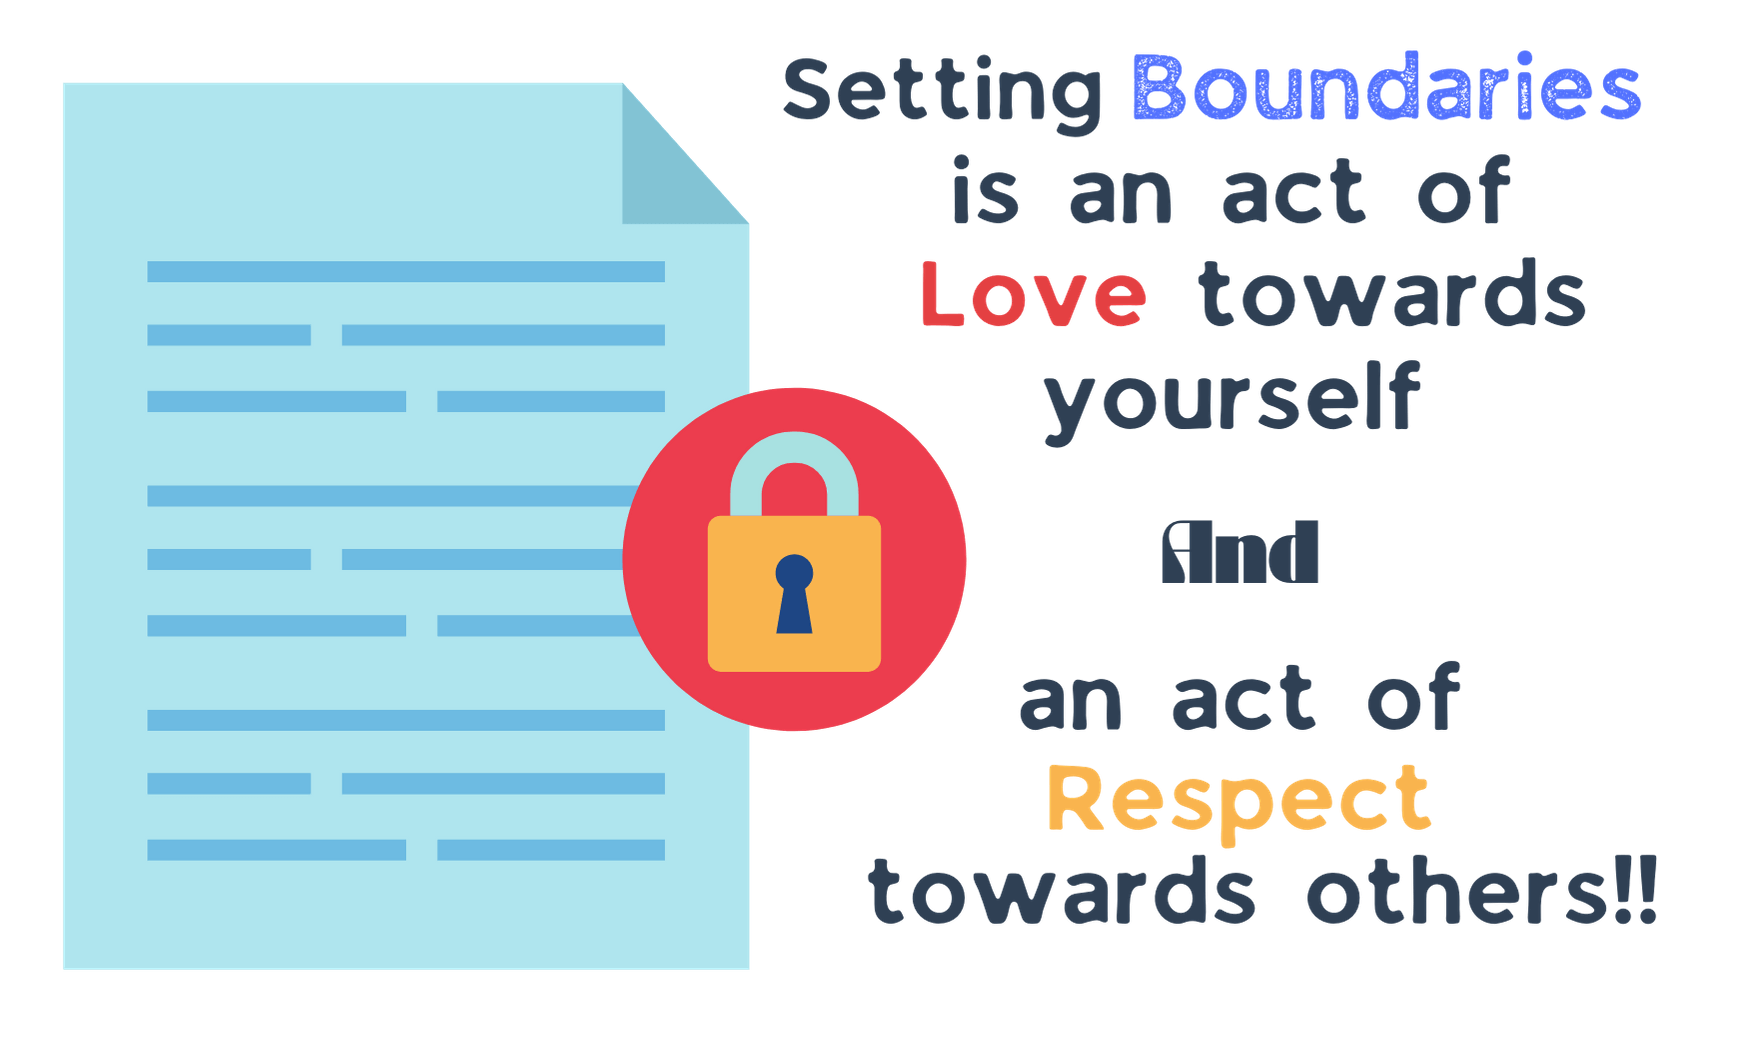 Setting Boundaries
is an act of
Love towards
yourself
And
an act of
Respect
towards others!!